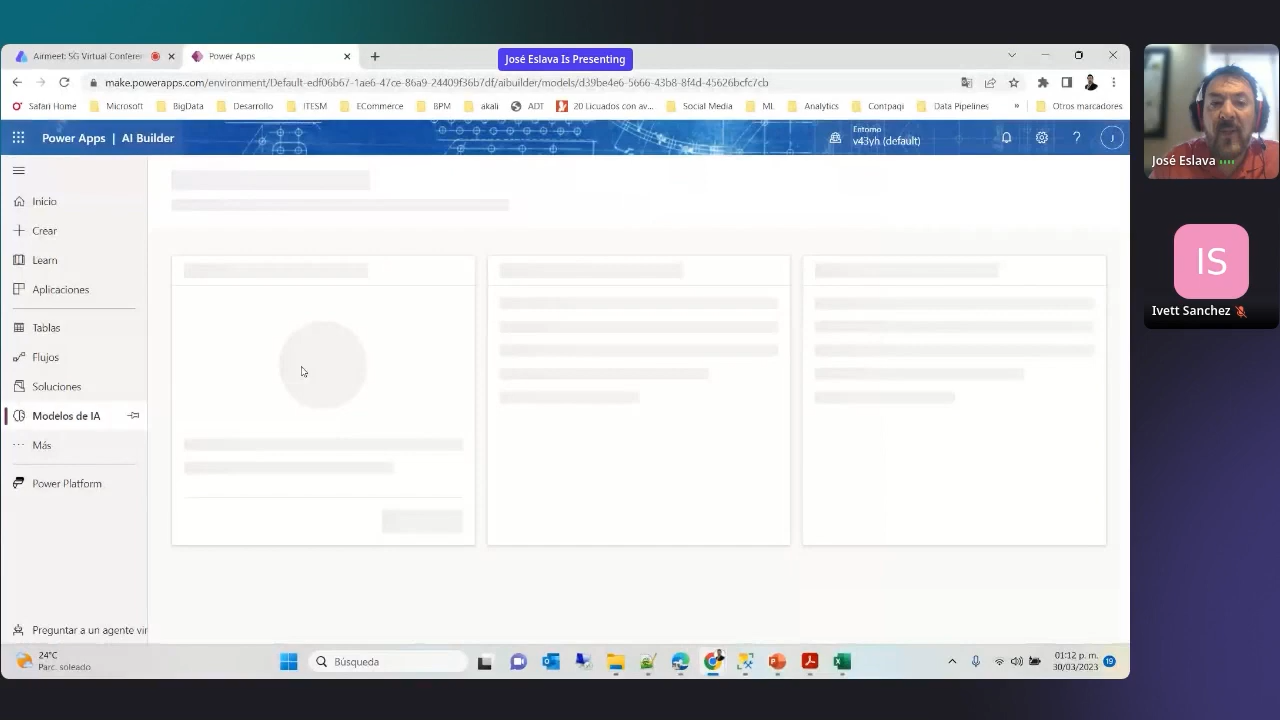 José Eslava Is Presenting
Airmeet: 5G Virtual Conferen
Power Apps
make.powerapps.com/environment/Default-edf06b67-1ae6-47ce-86a9-24409f36b7df/aibuilder/models/d39be4e6-5666-43b8-8f4d-45626bcfc7cb
Safari Home
Microsoft
BigData
Desarrollo
ITESM
ECommerce
BPM
akali
ADT
20 Licuados con av...
Social Media
ML
Analytics
Contpaqi
Data Pipelines
»
Otros marcadores
Power Apps | AI Builder
Entorno
v43yh (default)
?
J
Inicio
Crear
Learn
Aplicaciones
Tablas
Flujos
Soluciones
Modelos de IA
Más
Power Platform
Preguntar a un agente vir
José Eslava
IS
Ivett Sanchez
24°C
Parc. soleado
Búsqueda
01:12 p. m.
30/03/2023
19